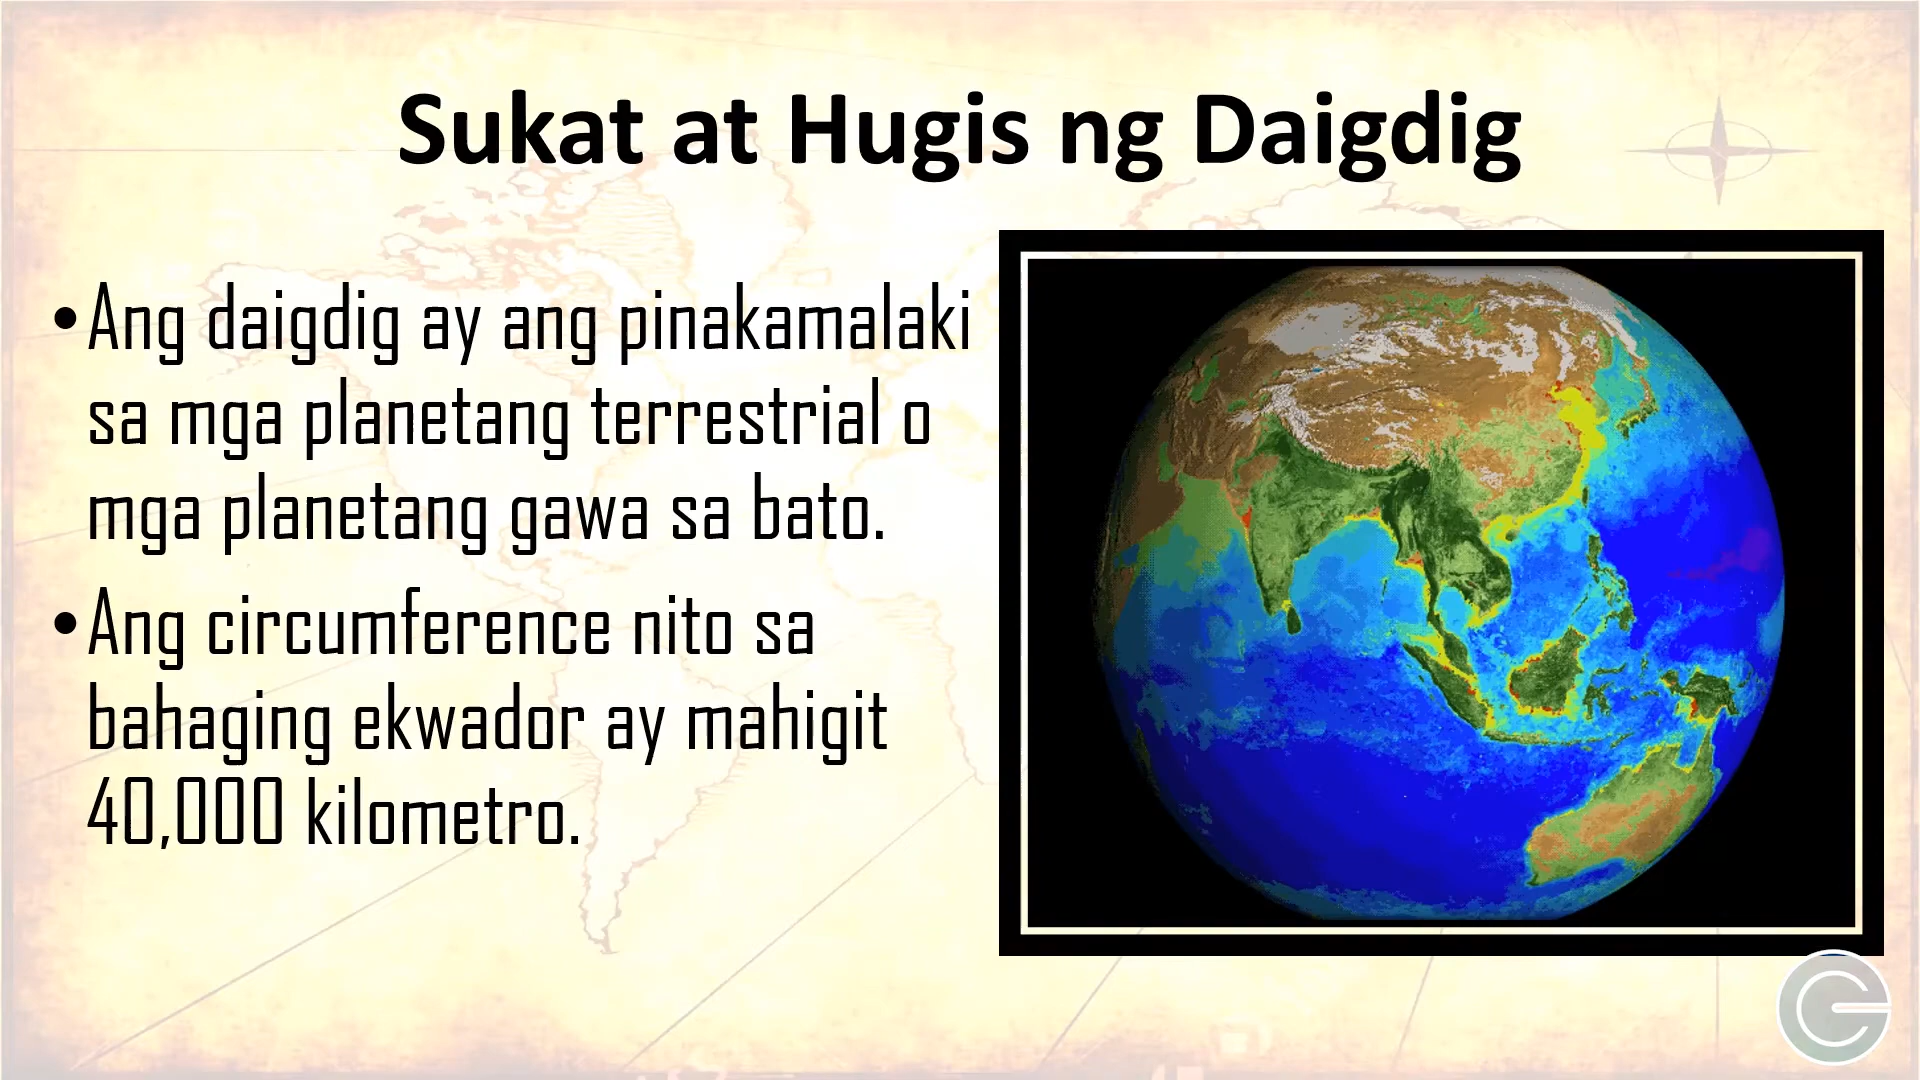 Sukat at Hugis ng Daigdig
•Ang daigdig ay ang pinakamalaki
sa mga planetang terrestrial o
mga planetang gawa sa bato.
•Ang circumference nito sa
bahaging ekwador ay mahigit
40,000 kilometro.